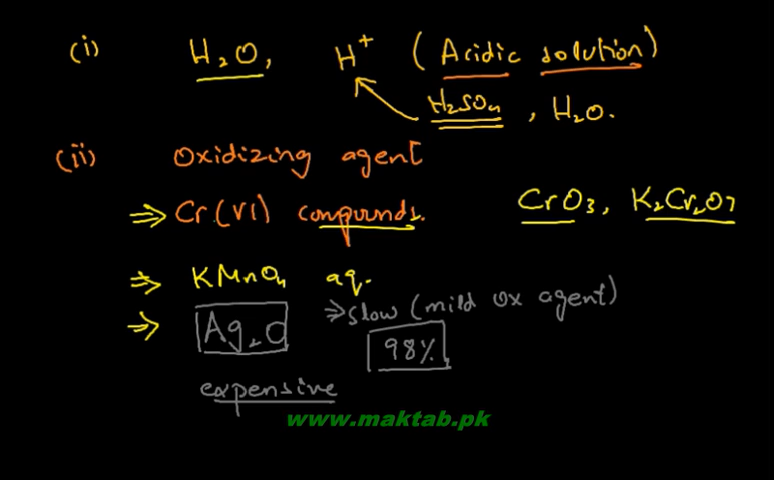 (i) H₂O, H⁺ (Acidic solution)
H₂SO₄, H₂O.
(ii) Oxidizing agent
⇒ Cr(VI) compounds. CrO₃, K₂Cr₂O₇
⇒ KMnO₄ aq.
⇒ Ag₂O ⇒ slow (mild ox agent)
98%
expensive
www.maktab.pk